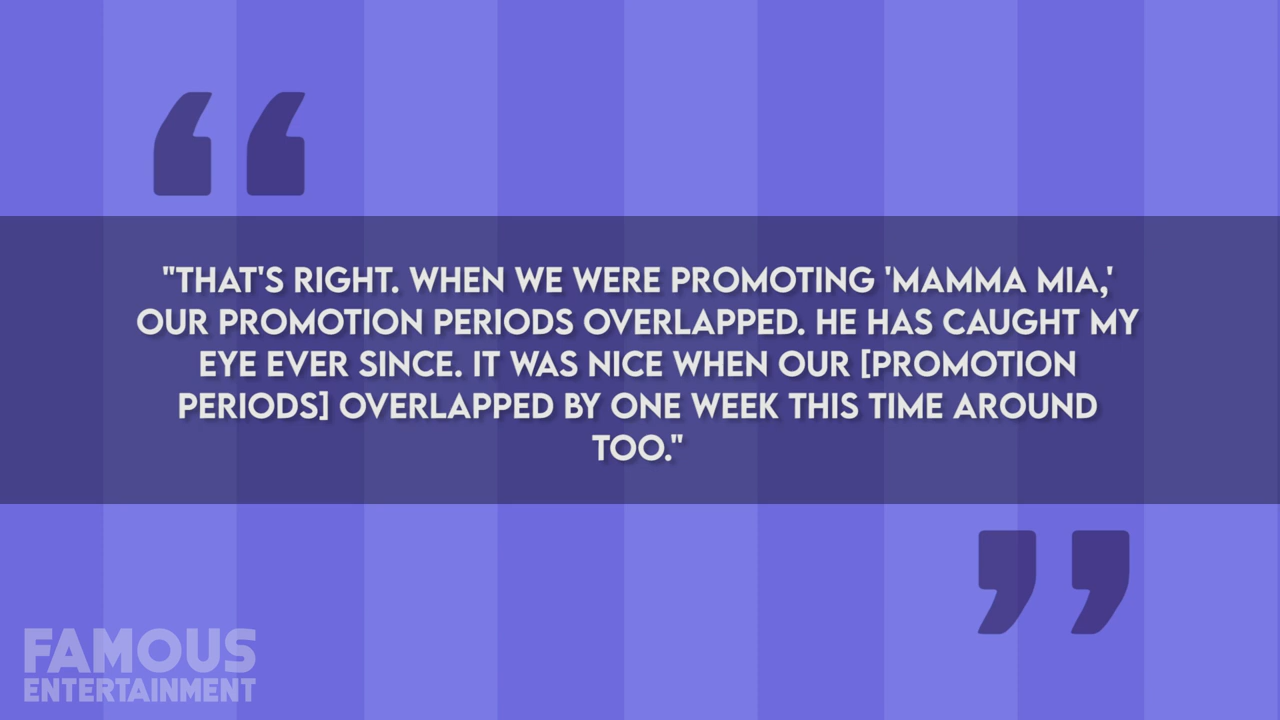 "THAT'S RIGHT. WHEN WE WERE PROMOTING 'MAMMA MIA,'
OUR PROMOTION PERIODS OVERLAPPED. HE HAS CAUGHT MY
EYE EVER SINCE. IT WAS NICE WHEN OUR [PROMOTION
PERIODS] OVERLAPPED BY ONE WEEK THIS TIME AROUND
TOO."
FAMOUS
ENTERTAINMENT